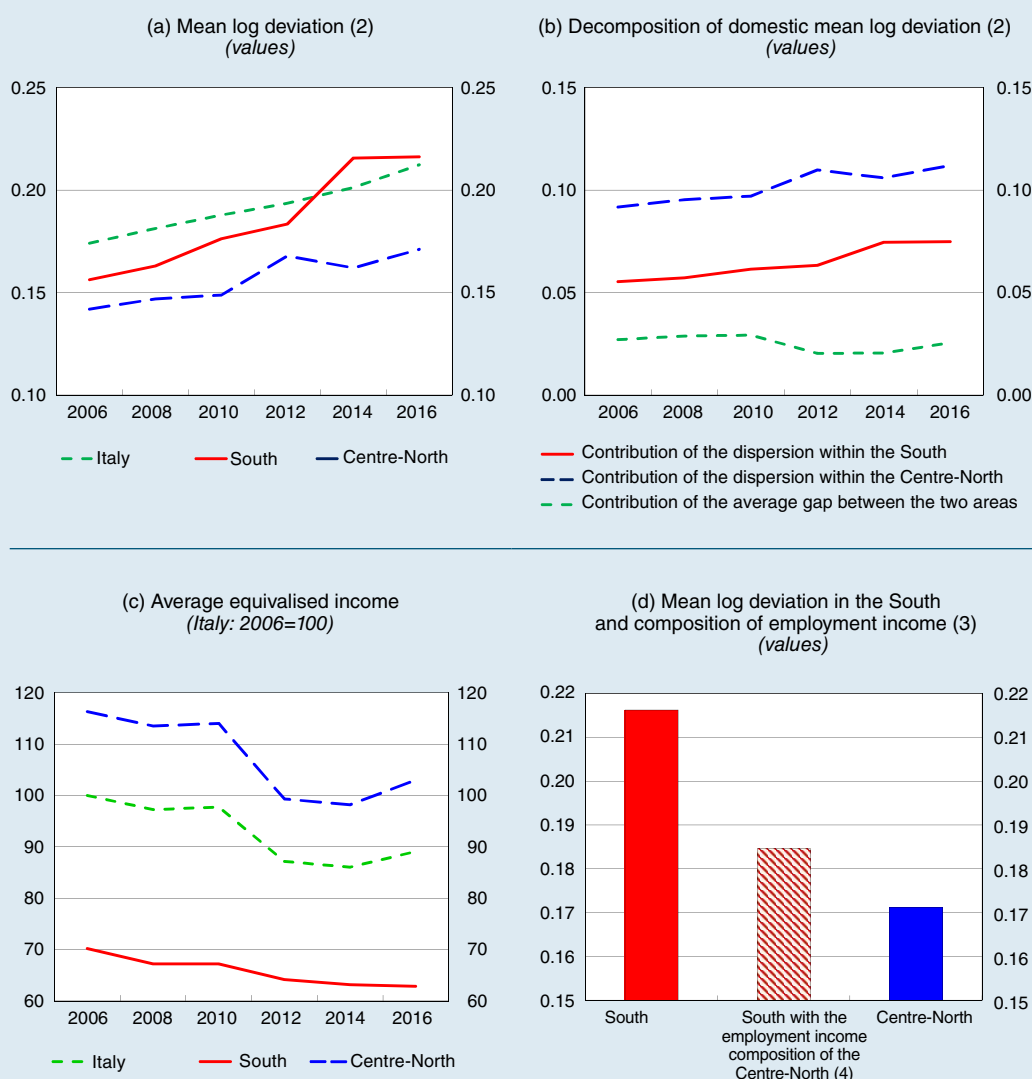 (a) Mean log deviation (2)
(values)
0.25 0.25
0.20 0.20
0.15 0.15
0.10 0.10
2006 2008 2010 2012 2014 2016
Italy South Centre-North
(b) Decomposition of domestic mean log deviation (2)
(values)
0.15 0.15
0.10 0.10
0.05 0.05
0.00 0.00
2006 2008 2010 2012 2014 2016
Contribution of the dispersion within the South
Contribution of the dispersion within the Centre-North
Contribution of the average gap between the two areas
(c) Average equivalised income
(Italy: 2006=100)
120 120
110 110
100 100
90 90
80 80
70 70
60 60
2006 2008 2010 2012 2014 2016
Italy South Centre-North
(d) Mean log deviation in the South
and composition of employment income (3)
(values)
0.22 0.22
0.21 0.21
0.20 0.20
0.19 0.19
0.18 0.18
0.17 0.17
0.16 0.16
0.15 0.15
South
South with the
employment income
composition of the
Centre-North (4)
Centre-North